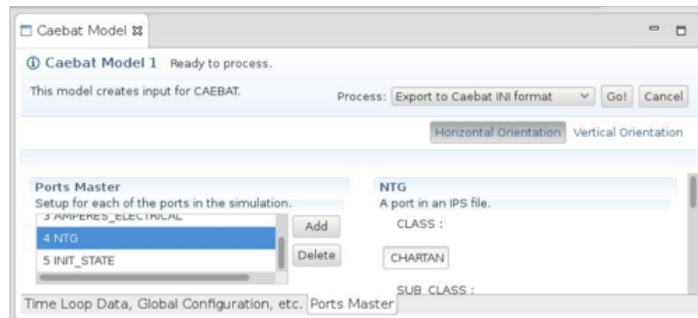 Caebat Model
Caebat Model 1 Ready to process.
This model creates input for CAEBAT.
Process: Export to Caebat INI format Go! Cancel
Horizontal Orientation Vertical Orientation
Ports Master
Setup for each of the ports in the simulation.
3 AMPERES_ELECTRICAL
4 NTG
5 INIT_STATE
Add
Delete
NTG
A port in an IPS file.
CLASS :
CHARTAN
SUB_CLASS :
Time Loop Data, Global Configuration, etc. Ports Master